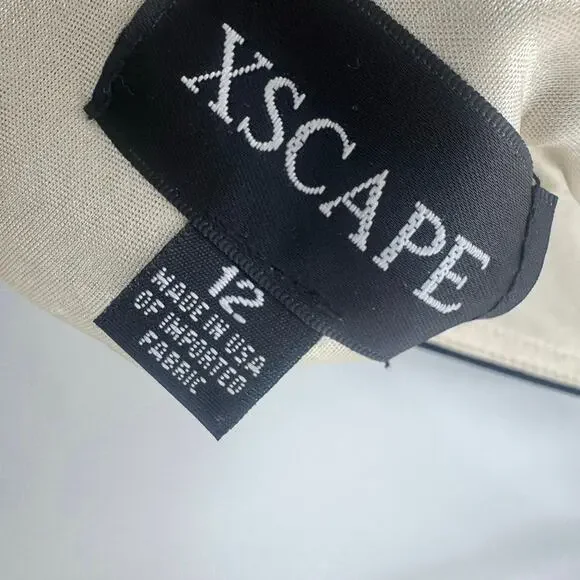 XSCAPE
12
MADE IN USA
OF IMPORTED
FABRIC